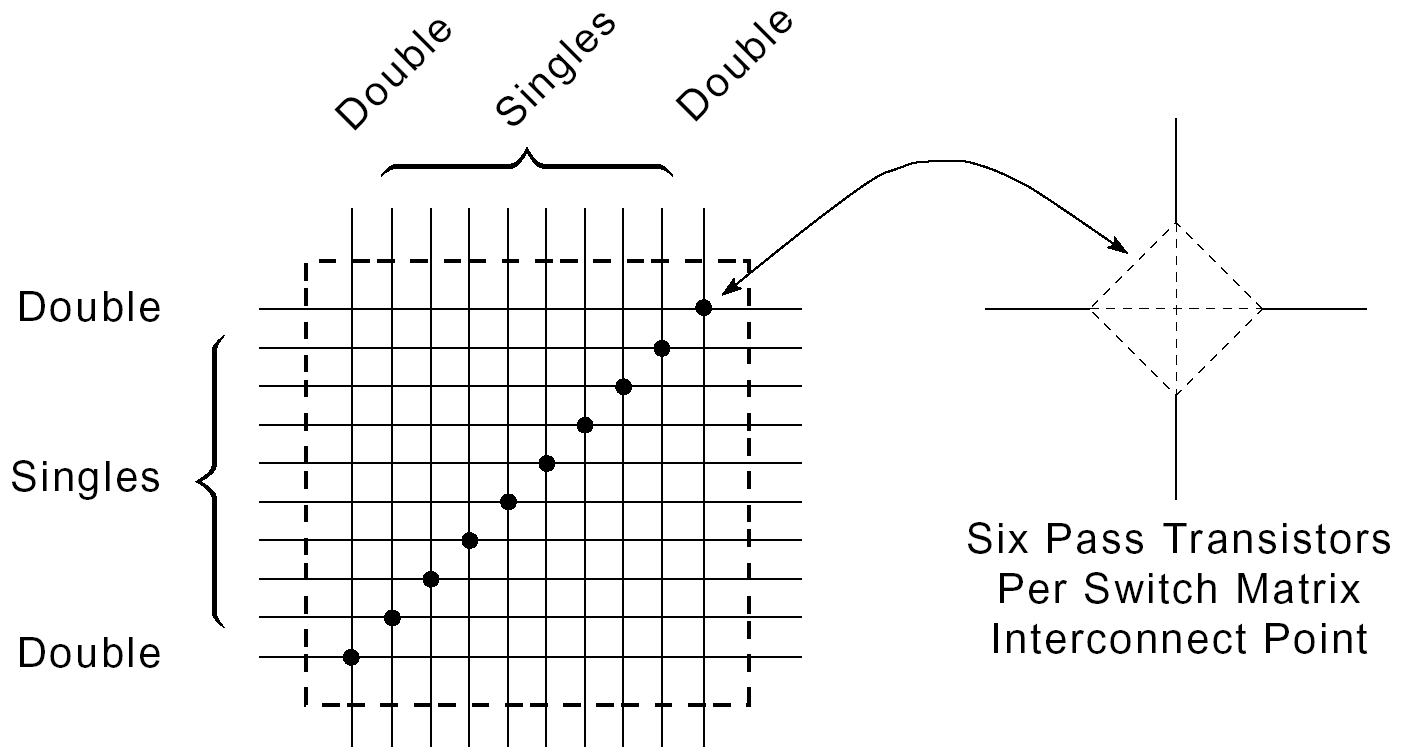 Double
Singles
Double
Double
Singles
Double
Six Pass Transistors
Per Switch Matrix
Interconnect Point